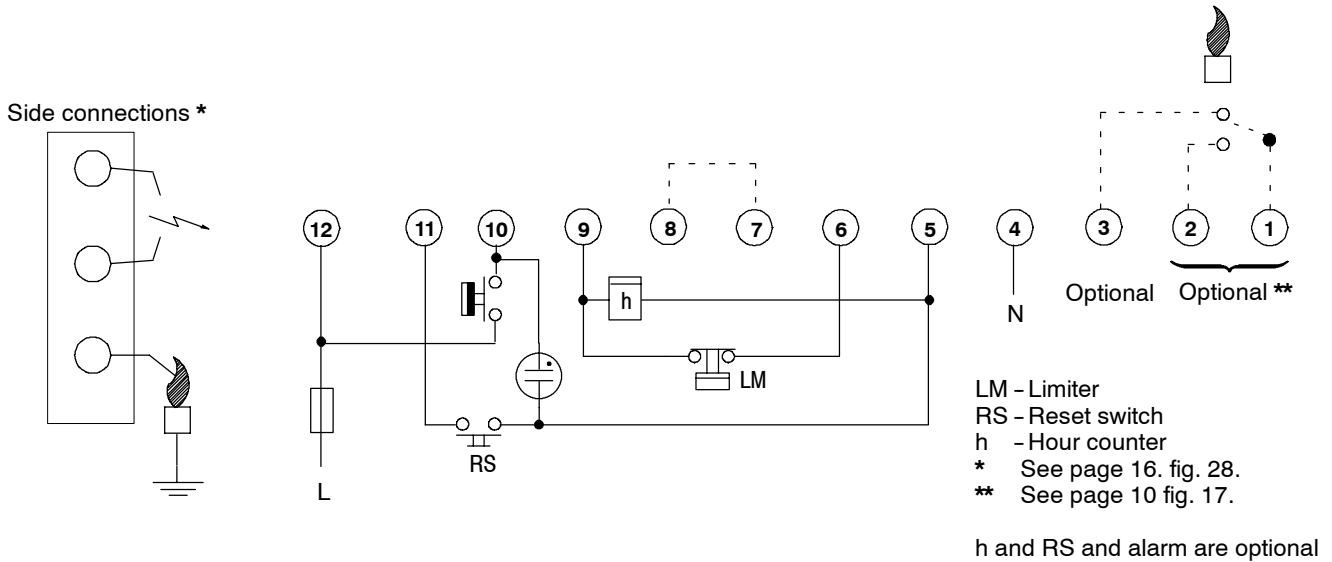 Side connections *
12 11 10 9 8 7 6 5 4 3 2 1
h
N
Optional Optional **
LM
RS
L
LM – Limiter
RS – Reset switch
h – Hour counter
* See page 16. fig. 28.
** See page 10 fig. 17.
h and RS and alarm are optional